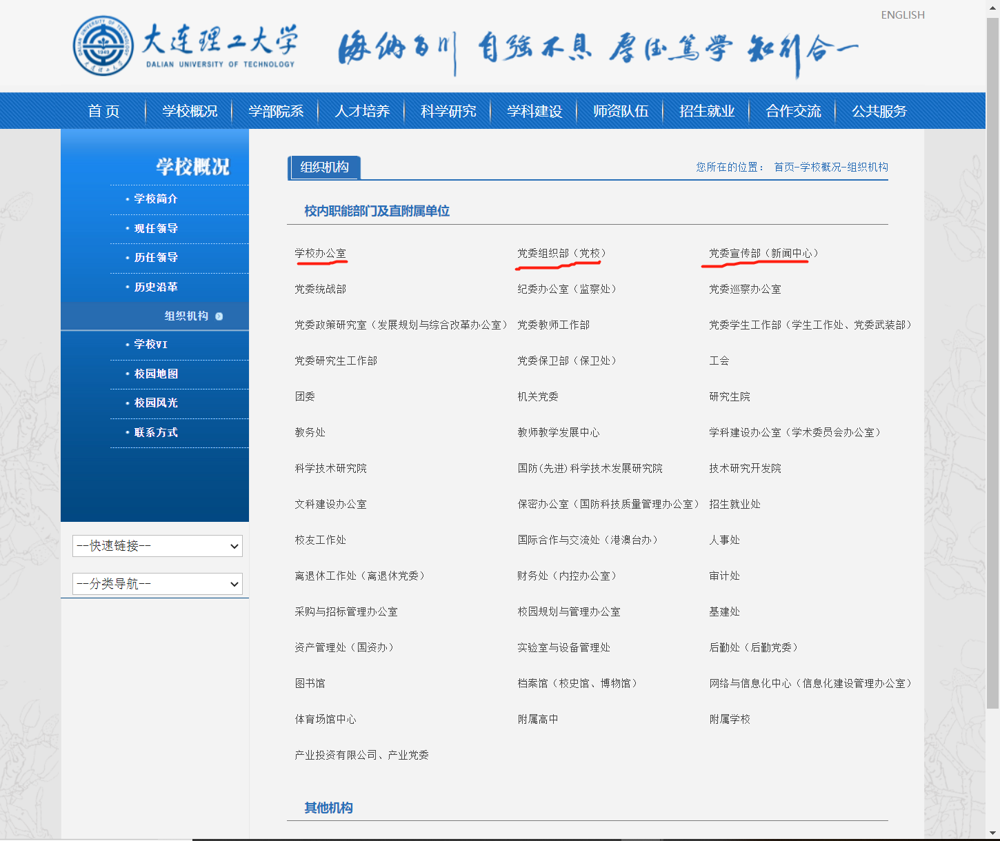 ENGLISH
大连理工大学
DALIAN UNIVERSITY OF TECHNOLOGY
海纳百川 自强不息 厚德笃学 知行合一
首 页 学校概况 学部院系 人才培养 科学研究 学科建设 师资队伍 招生就业 合作交流 公共服务
学校概况
· 学校简介
· 现任领导
· 历任领导
· 历史沿革
组织机构
· 学校VI
· 校园地图
· 校园风光
· 联系方式
--快速链接--
--分类导航--
组织机构
您所在的位置： 首页-学校概况-组织机构
校内职能部门及直附属单位
学校办公室 党委组织部（党校） 党委宣传部（新闻中心）
党委统战部 纪委办公室（监察处） 党委巡察办公室
党委政策研究室（发展规划与综合改革办公室） 党委教师工作部 党委学生工作部（学生工作处、党委武装部）
党委研究生工作部 党委保卫部（保卫处） 工会
团委 机关党委 研究生院
教务处 教师教学发展中心 学科建设办公室（学术委员会办公室）
科学技术研究院 国防(先进)科学技术发展研究院 技术研究开发院
文科建设办公室 保密办公室（国防科技质量管理办公室） 招生就业处
校友工作处 国际合作与交流处（港澳台办） 人事处
离退休工作处（离退休党委） 财务处（内控办公室） 审计处
采购与招标管理办公室 校园规划与管理办公室 基建处
资产管理处（国资办） 实验室与设备管理处 后勤处（后勤党委）
图书馆 档案馆（校史馆、博物馆） 网络与信息化中心（信息化建设管理办公室）
体育场馆中心 附属高中 附属学校
产业投资有限公司、产业党委
其他机构